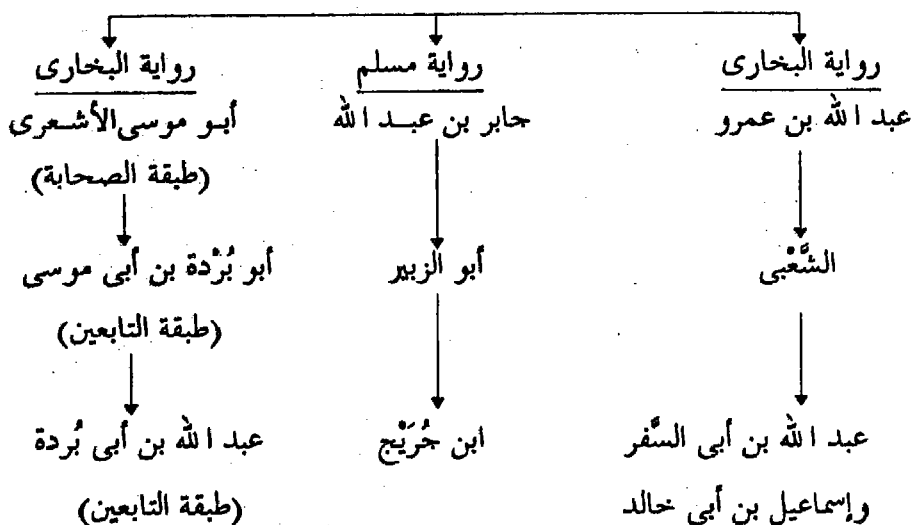 رواية البخارى
رواية مسلم
رواية البخارى
عبد الله بن عمرو
جابر بن عبد الله
أبو موسى الأشعرى
(طبقة الصحابة)
الشَّعْبى
أبو الزبير
أبو بُرْدة بن أبى موسى
(طبقة التابعين)
عبد الله بن أبى السَّفر
ابن جُرَيْج
عبد الله بن أبى بُردة
وإسماعيل بن أبى خالد
(طبقة التابعين)